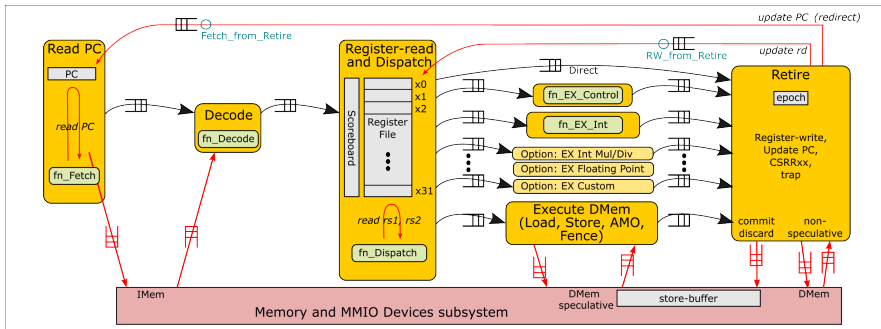 update PC (redirect)
Fetch_from_Retire
update rd
RW_from_Retire
Read PC
PC
read PC
fn_Fetch
Decode
fn_Decode
Register-read
and Dispatch
Scoreboard
x0
x1
x2
Register
File
x31
read rs1, rs2
fn_Dispatch
Direct
fn_EX_Control
fn_EX_Int
Option: EX Int Mul/Div
Option: EX Floating Point
Option: EX Custom
Execute DMem
(Load, Store, AMO,
Fence)
Retire
epoch
Register-write,
Update PC,
CSRRxx,
trap
commit
discard
non-
speculative
IMem
DMem
speculative
store-buffer
DMem
Memory and MMIO Devices subsystem